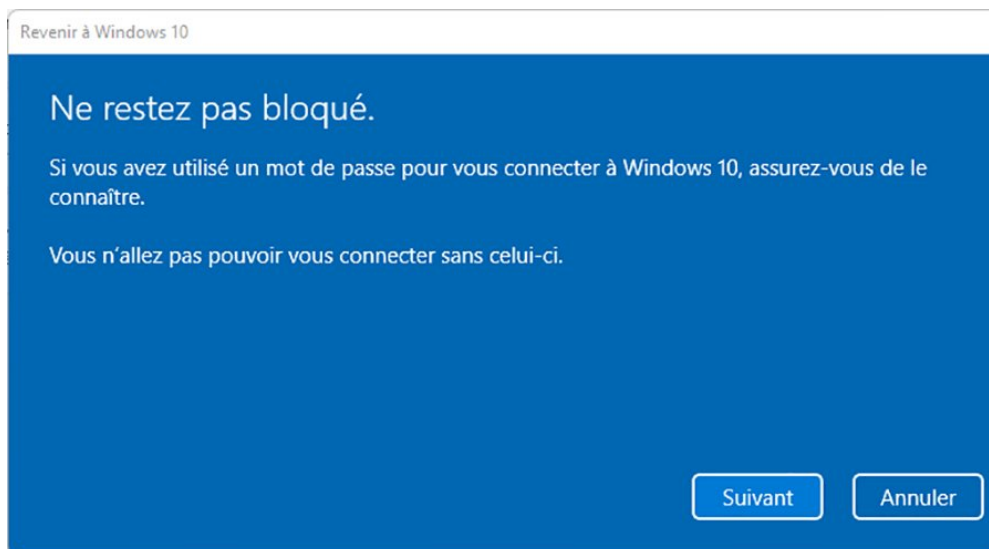 Revenir à Windows 10
Ne restez pas bloqué.
Si vous avez utilisé un mot de passe pour vous connecter à Windows 10, assurez-vous de le
connaître.
Vous n'allez pas pouvoir vous connecter sans celui-ci.
Suivant
Annuler